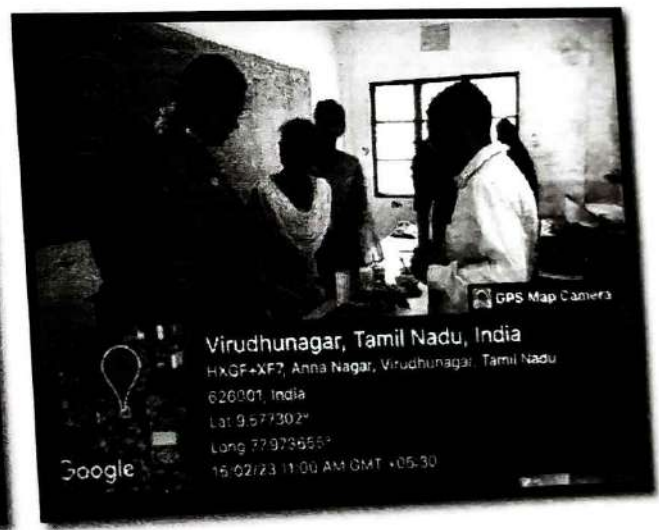 GPS Map Camera
Virudhunagar, Tamil Nadu, India
HXGF+XF7, Anna Nagar, Virudhunagar, Tamil Nadu
626001, India
Lat 9.577302°
Long 77.973655°
Google
16/02/23 11:00 AM GMT +05:30